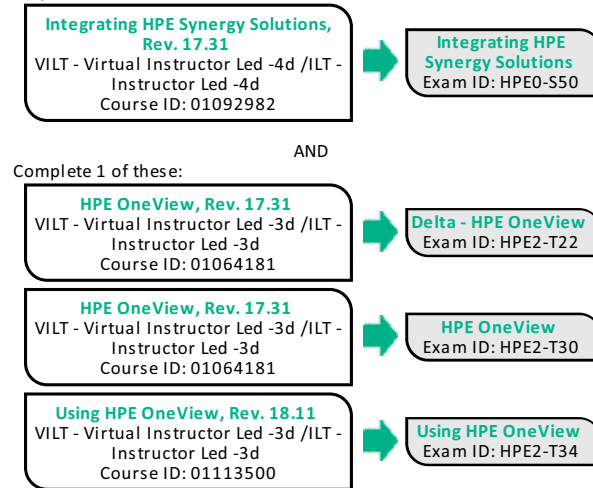 Integrating HPE Synergy Solutions,
Rev. 17.31
VILT - Virtual Instructor Led -4d /ILT -
Instructor Led -4d
Course ID: 01092982
Integrating HPE
Synergy Solutions
Exam ID: HPE0-S50
AND
Complete 1 of these:
HPE OneView, Rev. 17.31
VILT - Virtual Instructor Led -3d /ILT -
Instructor Led -3d
Course ID: 01064181
Delta - HPE OneView
Exam ID: HPE2-T22
HPE OneView, Rev. 17.31
VILT - Virtual Instructor Led -3d /ILT -
Instructor Led -3d
Course ID: 01064181
HPE OneView
Exam ID: HPE2-T30
Using HPE OneView, Rev. 18.11
VILT - Virtual Instructor Led -3d /ILT -
Instructor Led -3d
Course ID: 01113500
Using HPE OneView
Exam ID: HPE2-T34